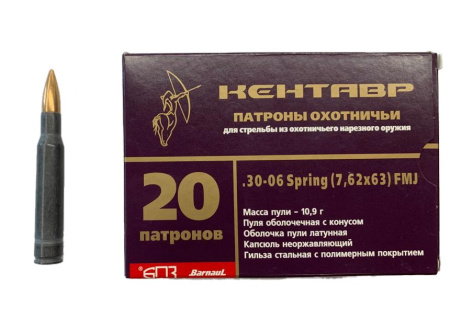 КЕНТАВР
ПАТРОНЫ ОХОТНИЧЬИ
для стрельбы из охотничьего нарезного оружия
20
патронов
.30-06 Spring (7,62x63) FMJ
Масса пули – 10,9 г
Пуля оболочечная с конусом
Оболочка пули латунная
Капсюль неоржавляющий
Гильза стальная с полимерным покрытием
БПЗ
Barnaul